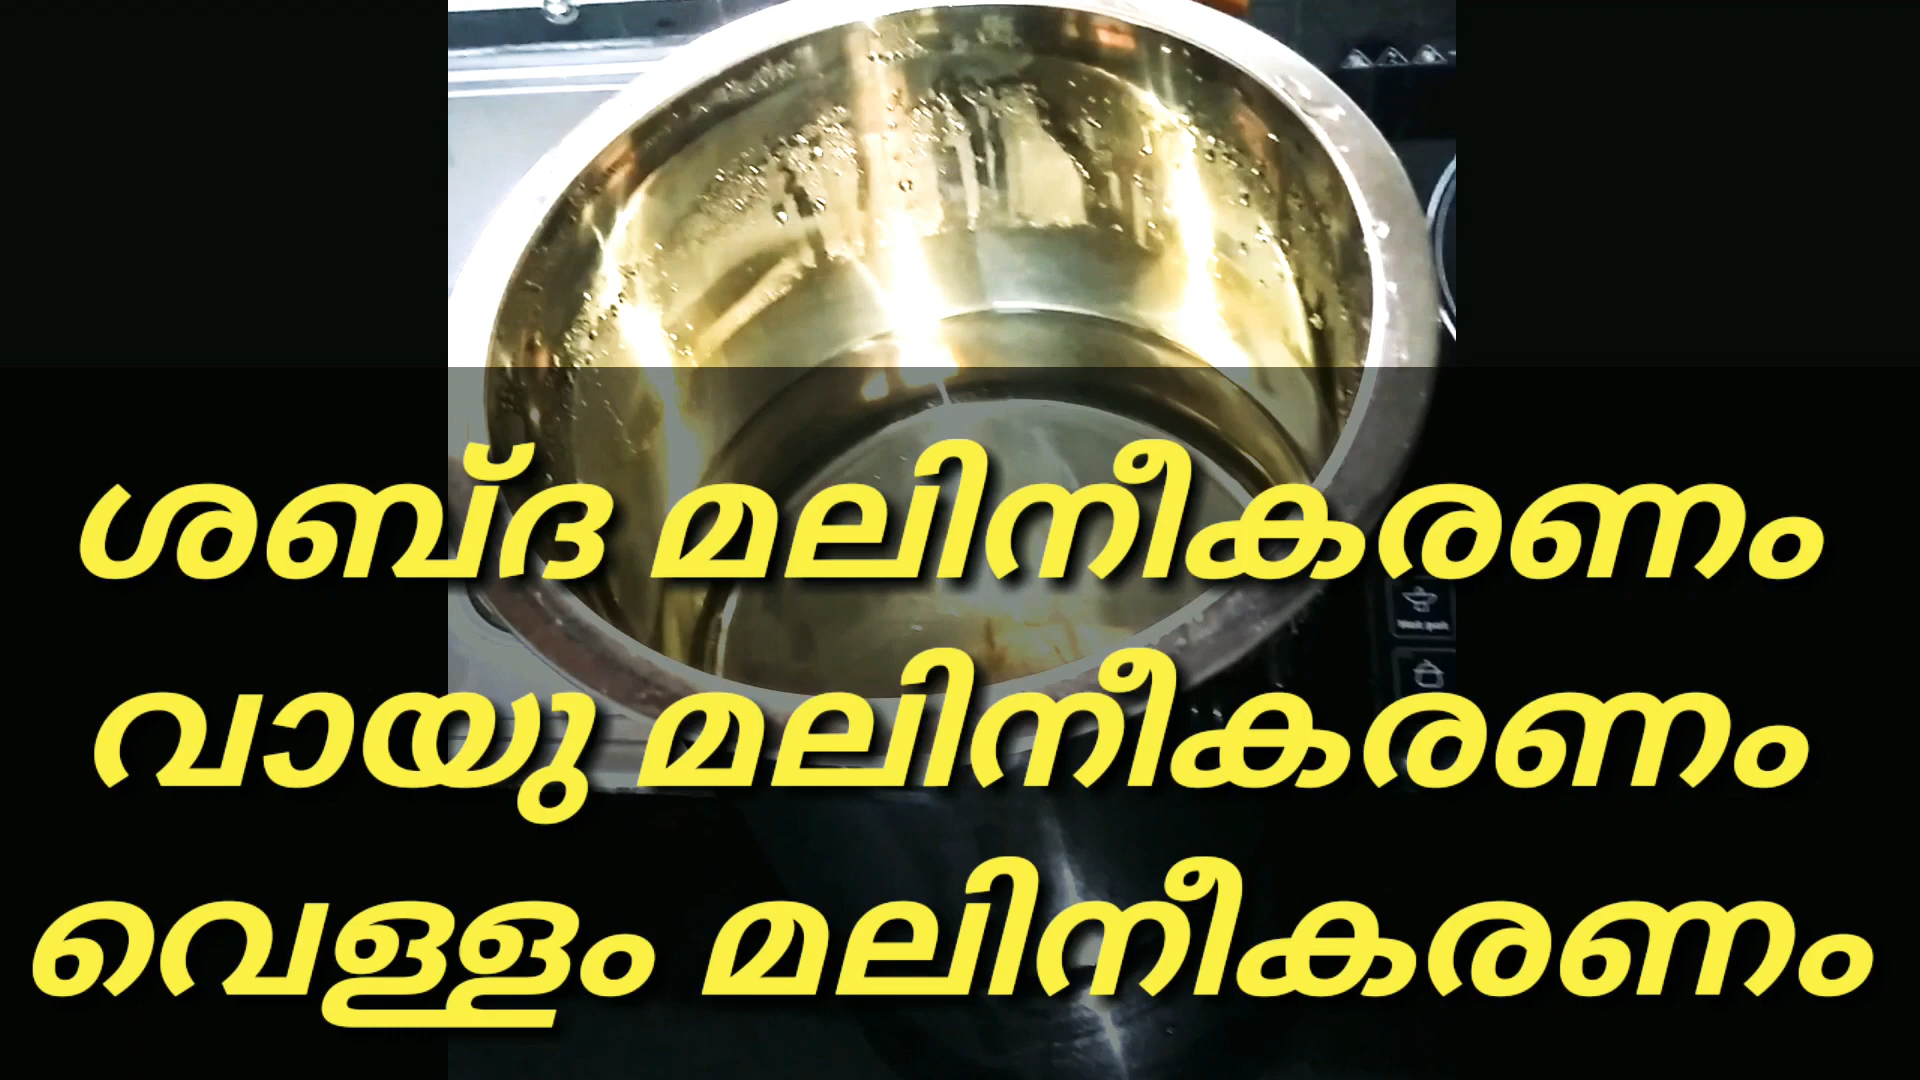 ശബ്ദ മലിനീകരണം
വായു മലിനീകരണം
വെള്ളം മലിനീകരണം